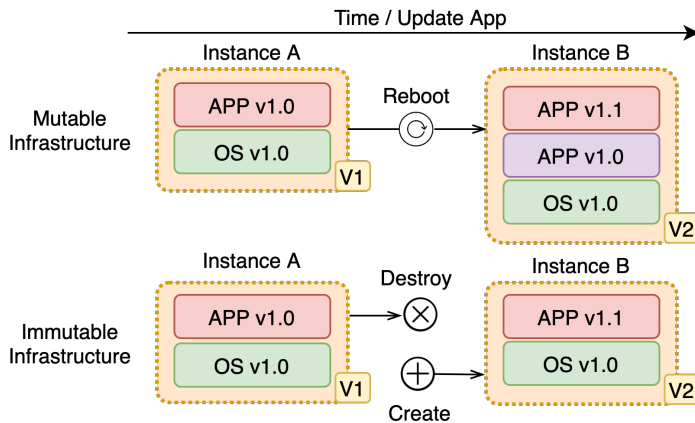 Time / Update App
Instance A
Instance B
Mutable
Infrastructure
APP v1.0
OS v1.0
V1
Reboot
APP v1.1
APP v1.0
OS v1.0
V2
Instance A
Instance B
Immutable
Infrastructure
APP v1.0
OS v1.0
V1
Destroy
Create
APP v1.1
OS v1.0
V2